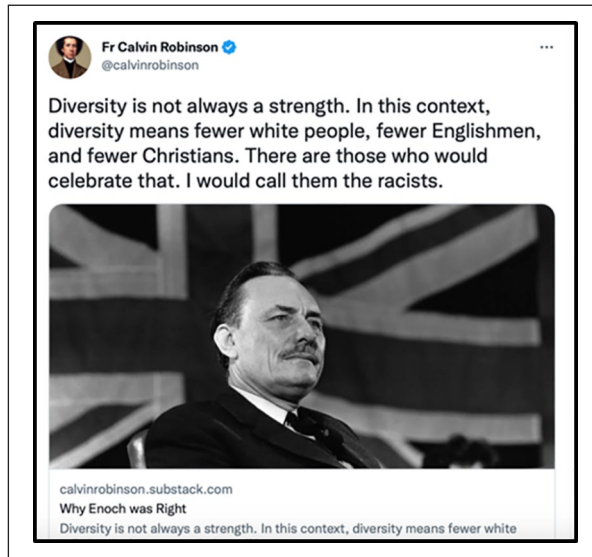 Fr Calvin Robinson
@calvinrobinson
Diversity is not always a strength. In this context,
diversity means fewer white people, fewer Englishmen,
and fewer Christians. There are those who would
celebrate that. I would call them the racists.
calvinrobinson.substack.com
Why Enoch was Right
Diversity is not always a strength. In this context, diversity means fewer white